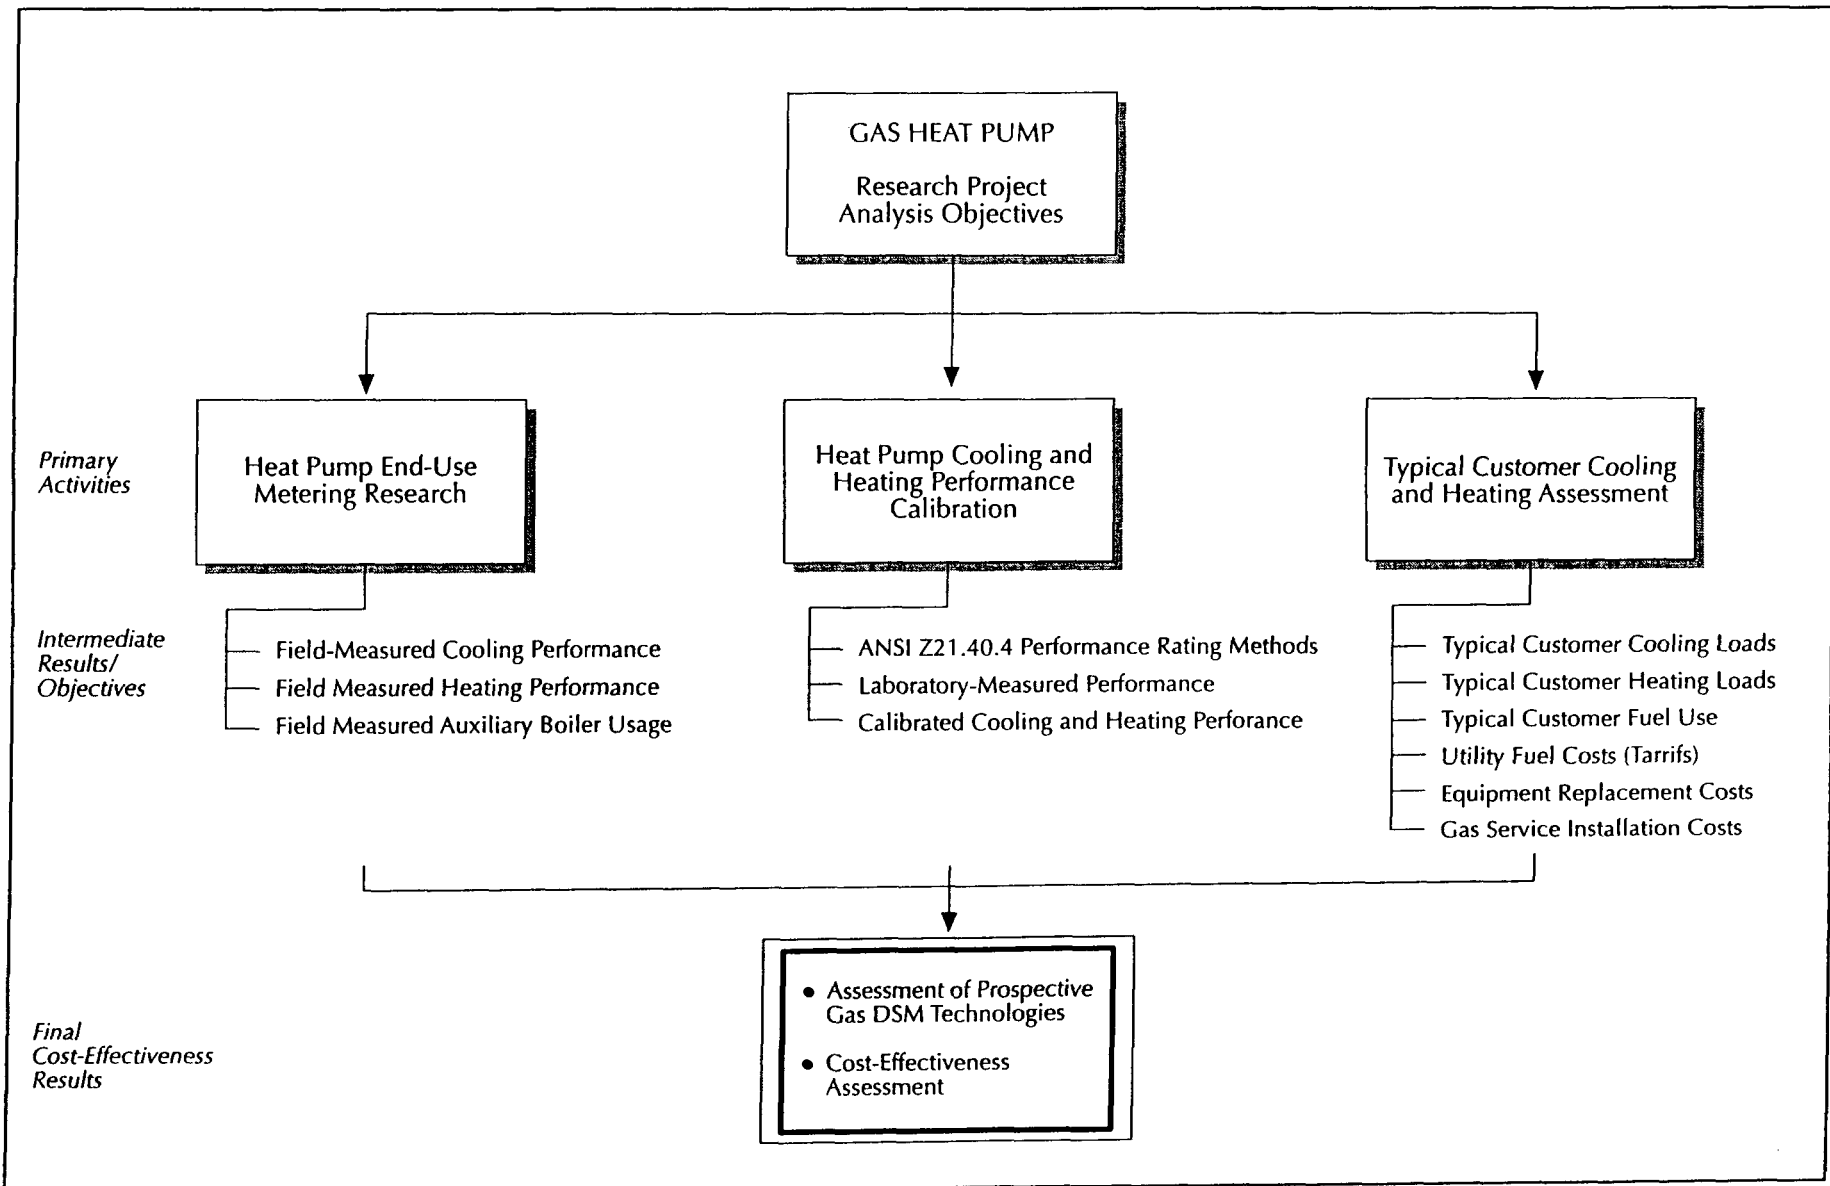 GAS HEAT PUMP
Research Project
Analysis Objectives
Primary
Activities
Heat Pump End-Use
Metering Research
Heat Pump Cooling and
Heating Performance
Calibration
Typical Customer Cooling
and Heating Assessment
Intermediate
Results/
Objectives
Field-Measured Cooling Performance
Field Measured Heating Performance
Field Measured Auxiliary Boiler Usage
ANSI Z21.40.4 Performance Rating Methods
Laboratory-Measured Performance
Calibrated Cooling and Heating Perforance
Typical Customer Cooling Loads
Typical Customer Heating Loads
Typical Customer Fuel Use
Utility Fuel Costs (Tarrifs)
Equipment Replacement Costs
Gas Service Installation Costs
Final
Cost-Effectiveness
Results
• Assessment of Prospective
Gas DSM Technologies
• Cost-Effectiveness
Assessment